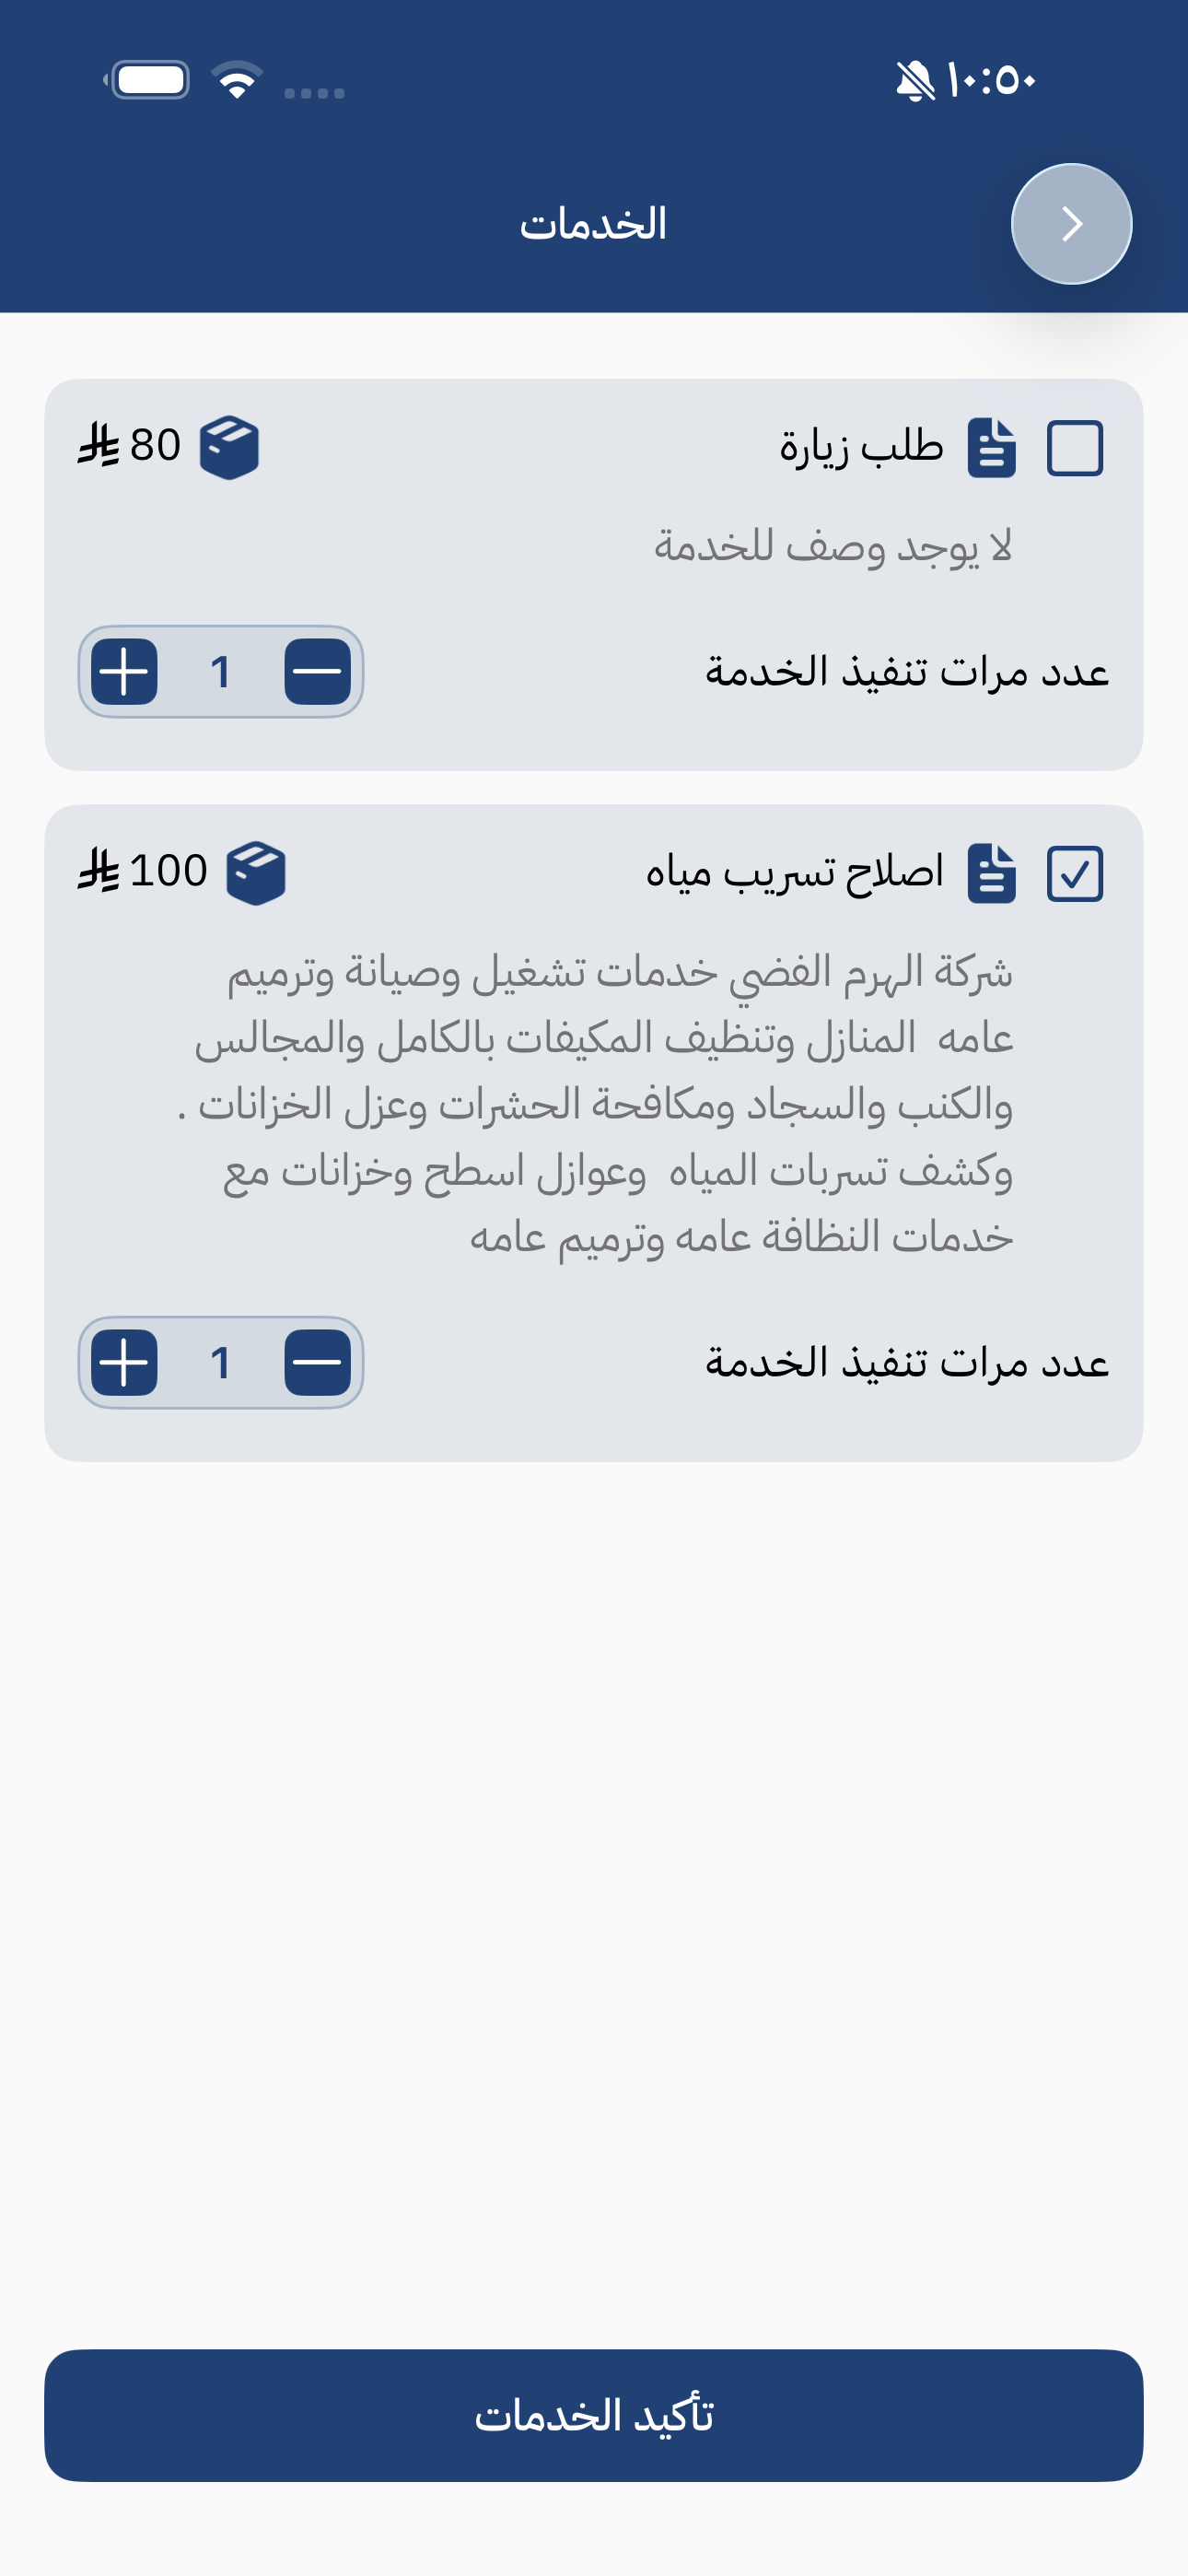 ١٠:٥٠
الخدمات
طلب زيارة
80
لا يوجد وصف للخدمة
عدد مرات تنفيذ الخدمة
1
اصلاح تسريب مياه
100
شركة الهرم الفضي خدمات تشغيل وصيانة وترميم
عامه  المنازل وتنظيف المكيفات بالكامل والمجالس
والكنب والسجاد ومكافحة الحشرات وعزل الخزانات .
وكشف تسربات المياه  وعوازل اسطح وخزانات مع
خدمات النظافة عامه وترميم عامه
عدد مرات تنفيذ الخدمة
1
تأكيد الخدمات